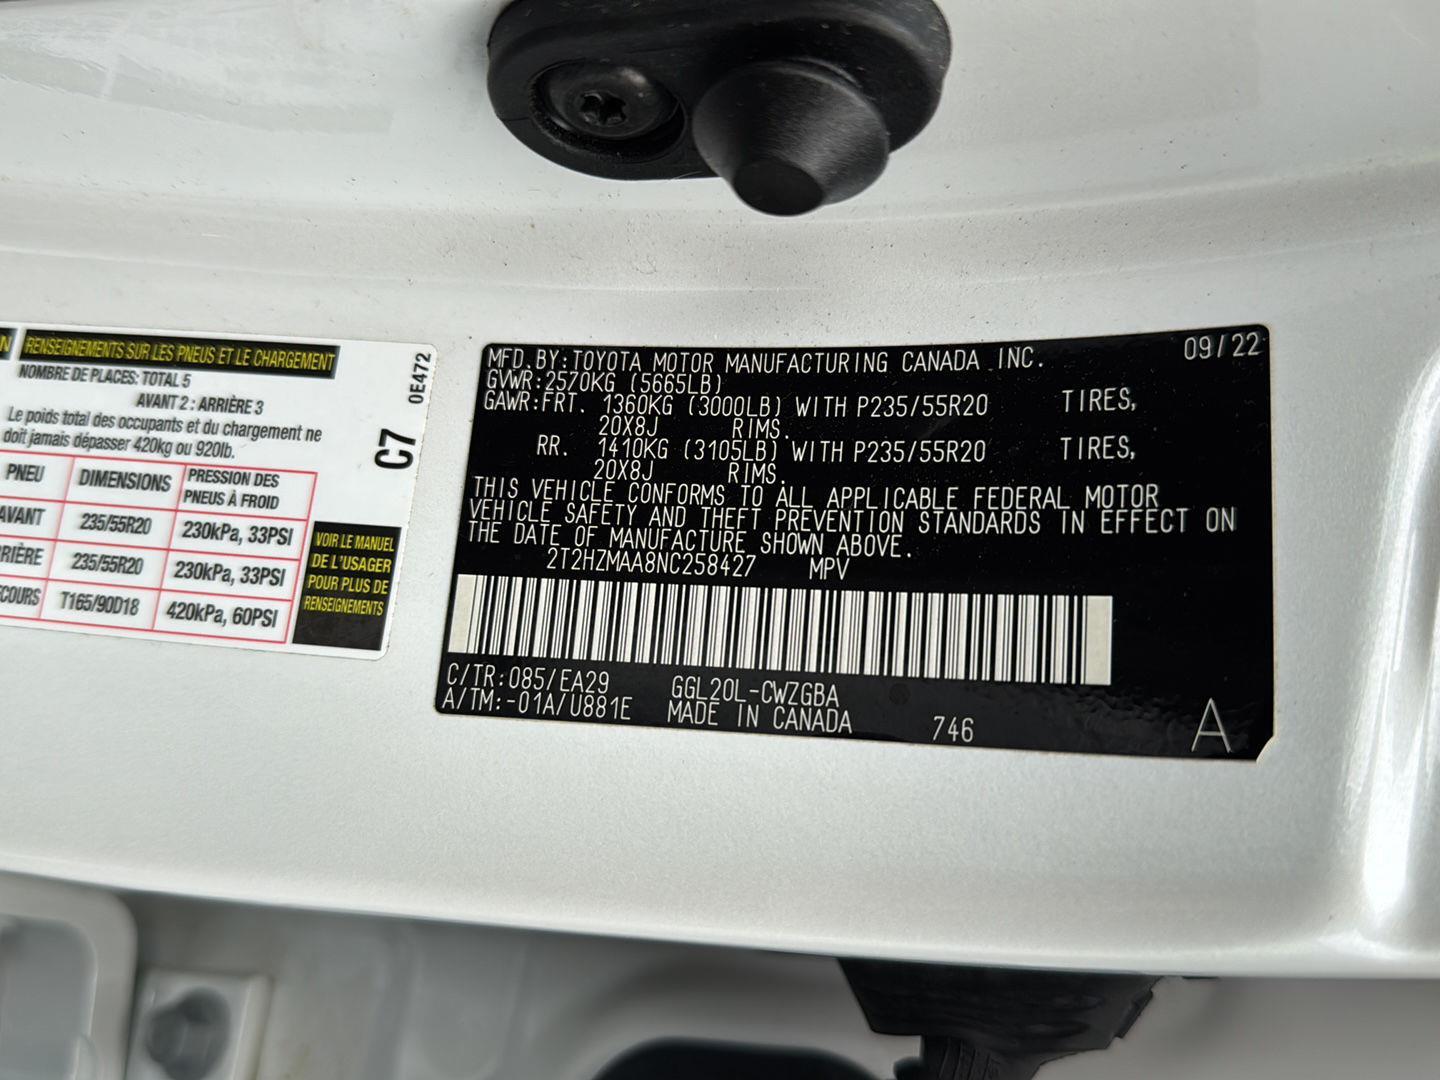 N
RENSEIGNEMENTS SUR LES PNEUS ET LE CHARGEMENT
NOMBRE DE PLACES: TOTAL 5
AVANT 2 : ARRIÈRE 3
Le poids total des occupants et du chargement ne
doit jamais dépasser 420kg ou 920lb.
PNEU DIMENSIONS PRESSION DES
PNEUS À FROID
AVANT 235/55R20 230kPa, 33PSI
RRIÈRE 235/55R20 230kPa, 33PSI
ECOURS T165/90D18 420kPa, 60PSI
VOIR LE MANUEL
DE L'USAGER
POUR PLUS DE
RENSEIGNEMENTS
0E472
C7
MFD.BY:TOYOTA MOTOR MANUFACTURING CANADA INC. 09/22
GVWR:2570KG (5665LB)
GAWR:FRT. 1360KG (3000LB) WITH P235/55R20 TIRES,
20X8J RIMS.
RR. 1410KG (3105LB) WITH P235/55R20 TIRES,
20X8J RIMS.
THIS VEHICLE CONFORMS TO ALL APPLICABLE FEDERAL MOTOR
VEHICLE SAFETY AND THEFT PREVENTION STANDARDS IN EFFECT ON
THE DATE OF MANUFACTURE SHOWN ABOVE.
2T2HZMAA8NC258427 MPV
C/TR:085/EA29 GGL20L-CWZGBA
A/TM:-01A/U881E MADE IN CANADA 746 A